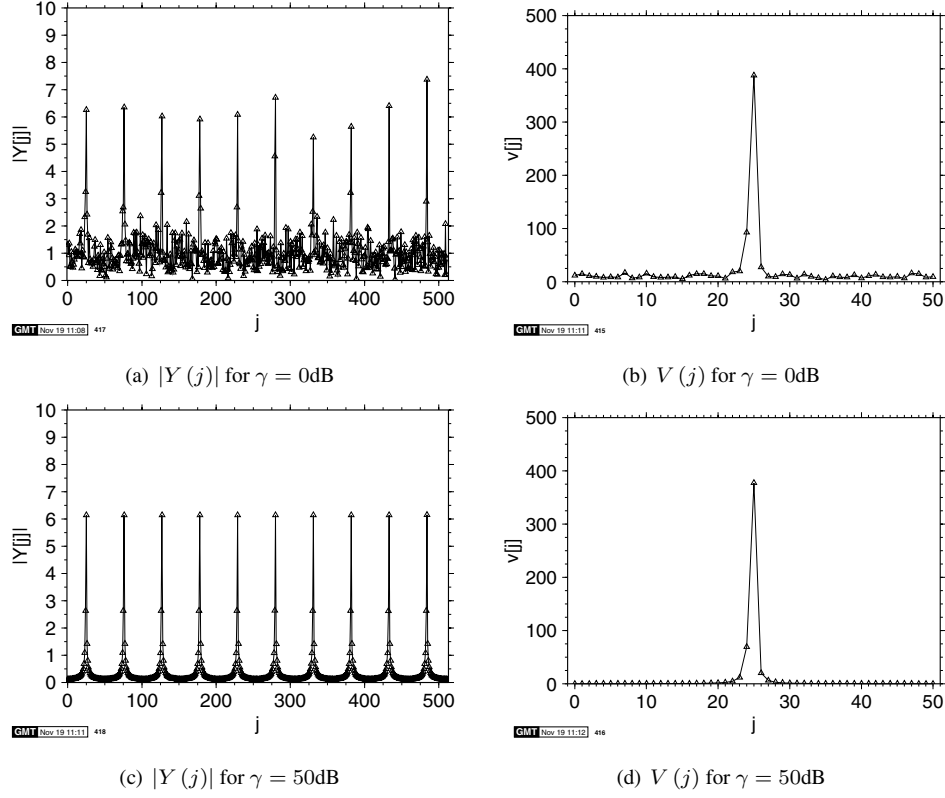 10
9
8
7
6
5
4
3
2
1
0
|Y[j]|
0 100 200 300 400 500
j
GMT Nov 19 11:08 417
(a) |Y (j)| for γ = 0dB
500
400
300
200
100
0
v[j]
0 10 20 30 40 50
j
GMT Nov 19 11:11 415
(b) V (j) for γ = 0dB
10
9
8
7
6
5
4
3
2
1
0
|Y[j]|
0 100 200 300 400 500
j
GMT Nov 19 11:11 418
(c) |Y (j)| for γ = 50dB
500
400
300
200
100
0
v[j]
0 10 20 30 40 50
j
GMT Nov 19 11:12 416
(d) V (j) for γ = 50dB